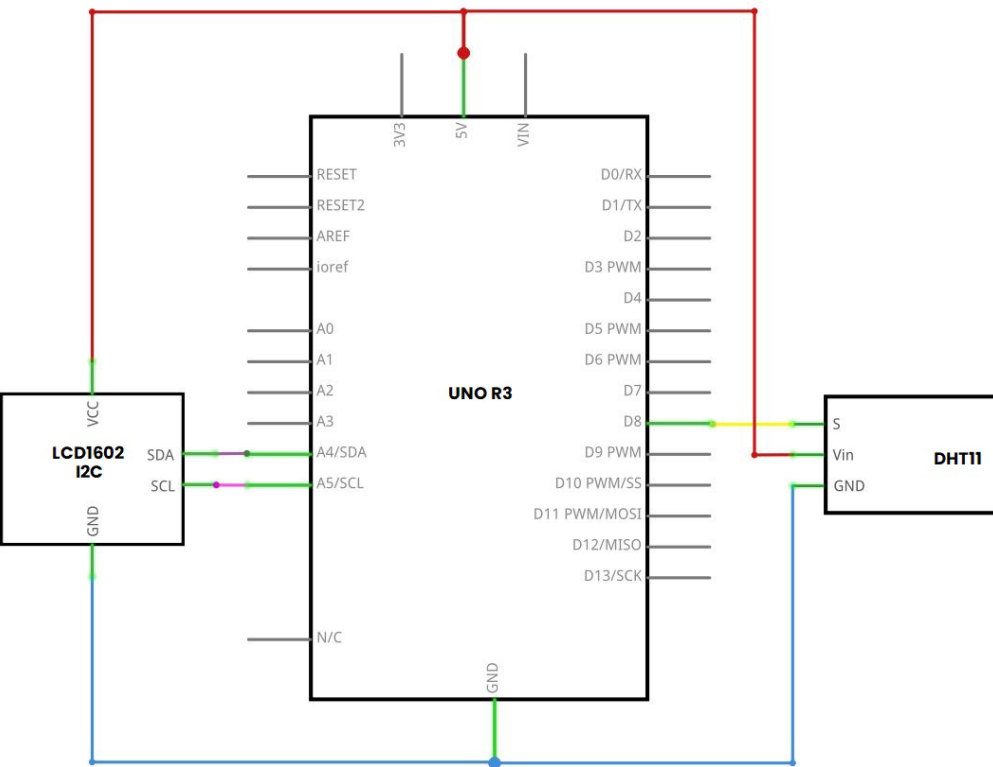 3V3
5V
VIN
RESET
RESET2
AREF
ioref
A0
A1
A2
A3
A4/SDA
A5/SCL
N/C
UNO R3
D0/RX
D1/TX
D2
D3 PWM
D4
D5 PWM
D6 PWM
D7
D8
D9 PWM
D10 PWM/SS
D11 PWM/MOSI
D12/MISO
D13/SCK
GND
VCC
LCD1602
I2C
SDA
SCL
GND
S
Vin
GND
DHT11